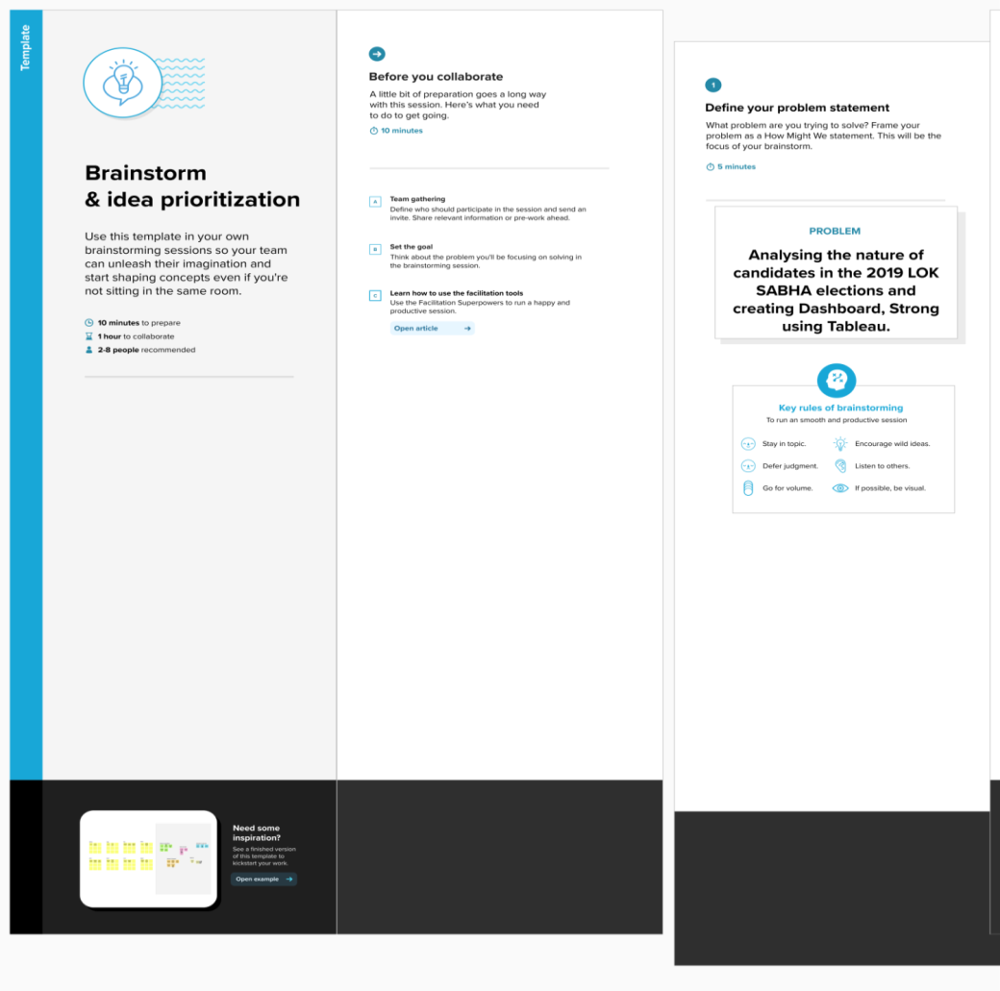 Template
Brainstorm
& idea prioritization
Use this template in your own
brainstorming sessions so your team
can unleash their imagination and
start shaping concepts even if you're
not sitting in the same room.
10 minutes to prepare
1 hour to collaborate
2-8 people recommended
Need some
inspiration?
See a finished version
of this template to
kickstart your work.
Open example
Before you collaborate
A little bit of preparation goes a long way
with this session. Here's what you need
to do to get going.
10 minutes
A
Team gathering
Define who should participate in the session and send an
invite. Share relevant information or pre-work ahead.
B
Set the goal
Think about the problem you'll be focusing on solving in
the brainstorming session.
C
Learn how to use the facilitation tools
Use the Facilitation Superpowers to run a happy and
productive session.
Open article
1
Define your problem statement
What problem are you trying to solve? Frame your
problem as a How Might We statement. This will be the
focus of your brainstorm.
5 minutes
PROBLEM
Analysing the nature of
candidates in the 2019 LOK
SABHA elections and
creating Dashboard, Strong
using Tableau.
Key rules of brainstorming
To run an smooth and productive session
Stay in topic.
Encourage wild ideas.
Defer judgment.
Listen to others.
Go for volume.
If possible, be visual.